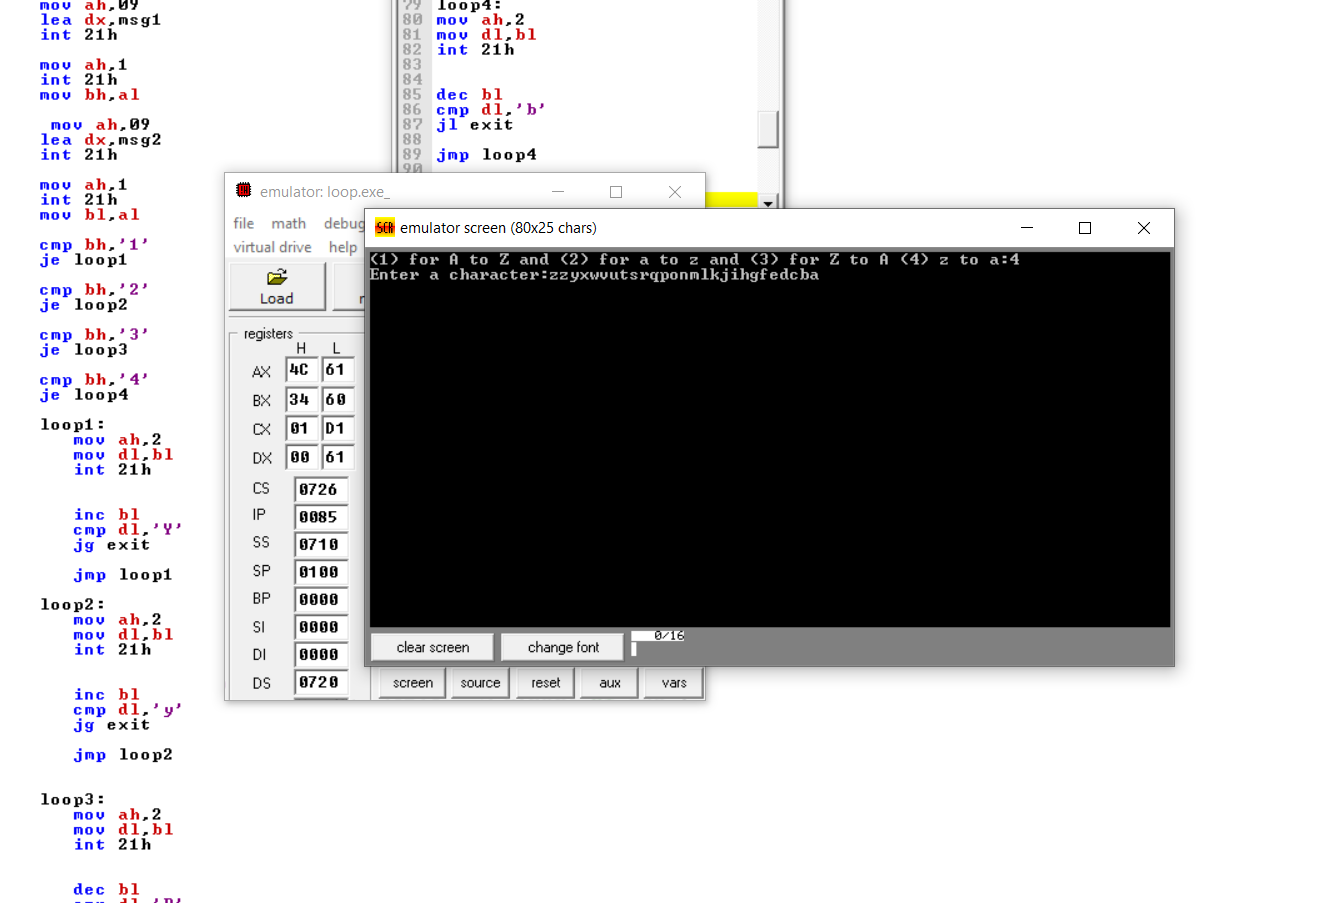 mov ah,09
lea dx,msg1
int 21h
mov ah,1
int 21h
mov bh,al
mov ah,09
lea dx,msg2
int 21h
mov ah,1
int 21h
mov bl,al
cmp bh,'1'
je loop1
cmp bh,'2'
je loop2
cmp bh,'3'
je loop3
cmp bh,'4'
je loop4
loop1:
mov ah,2
mov dl,bl
int 21h
inc bl
cmp dl,'Y'
jg exit
jmp loop1
loop2:
mov ah,2
mov dl,bl
int 21h
inc bl
cmp dl,'y'
jg exit
jmp loop2
loop3:
mov ah,2
mov dl,bl
int 21h
dec bl
79 loop4:
80 mov ah,2
81 mov dl,bl
82 int 21h
83
84
85 dec bl
86 cmp dl,'b'
87 jl exit
88
89 jmp loop4
90
emulator: loop.exe_
file math debug
virtual drive help
Load
registers
H L
AX 4C 61
BX 34 60
CX 01 D1
DX 00 61
CS 0726
IP 0085
SS 0710
SP 0100
BP 0000
SI 0000
DI 0000
DS 0720
screen source reset aux vars
SCR emulator screen (80x25 chars)
(1) for A to Z and (2) for a to z and (3) for Z to A (4) z to a:4
Enter a character:zzyxwvutsrqponmlkjihgfedcba
clear screen change font 0/16